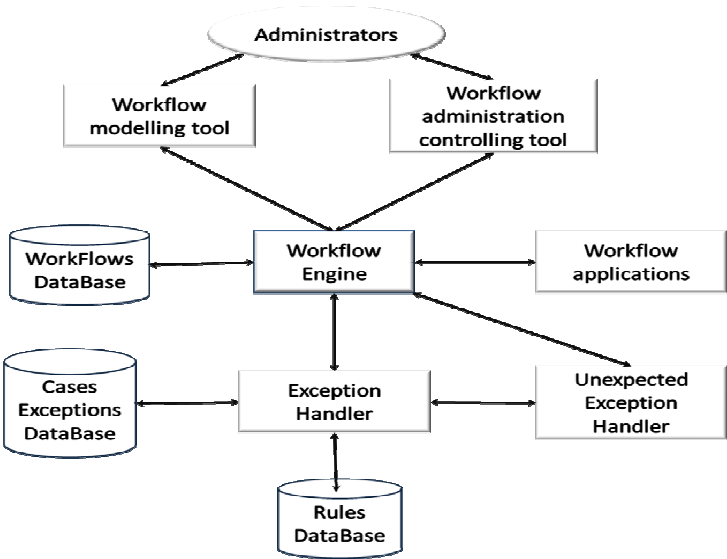 Administrators
Workflow
modelling tool
Workflow
administration
controlling tool
WorkFlows
DataBase
Workflow
Engine
Workflow
applications
Cases
Exceptions
DataBase
Exception
Handler
Unexpected
Exception
Handler
Rules
DataBase